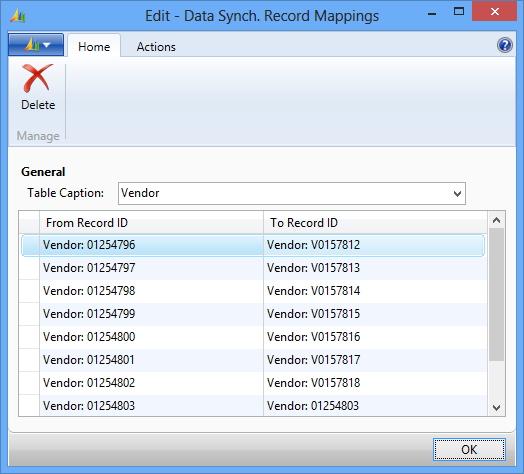 Edit - Data Synch. Record Mappings
Home Actions
Delete
Manage
General
Table Caption: Vendor
From Record ID To Record ID
Vendor: 01254796 Vendor: V0157812
Vendor: 01254797 Vendor: V0157813
Vendor: 01254798 Vendor: V0157814
Vendor: 01254799 Vendor: V0157815
Vendor: 01254800 Vendor: V0157816
Vendor: 01254801 Vendor: V0157817
Vendor: 01254802 Vendor: V0157818
Vendor: 01254803 Vendor: 01254803
OK